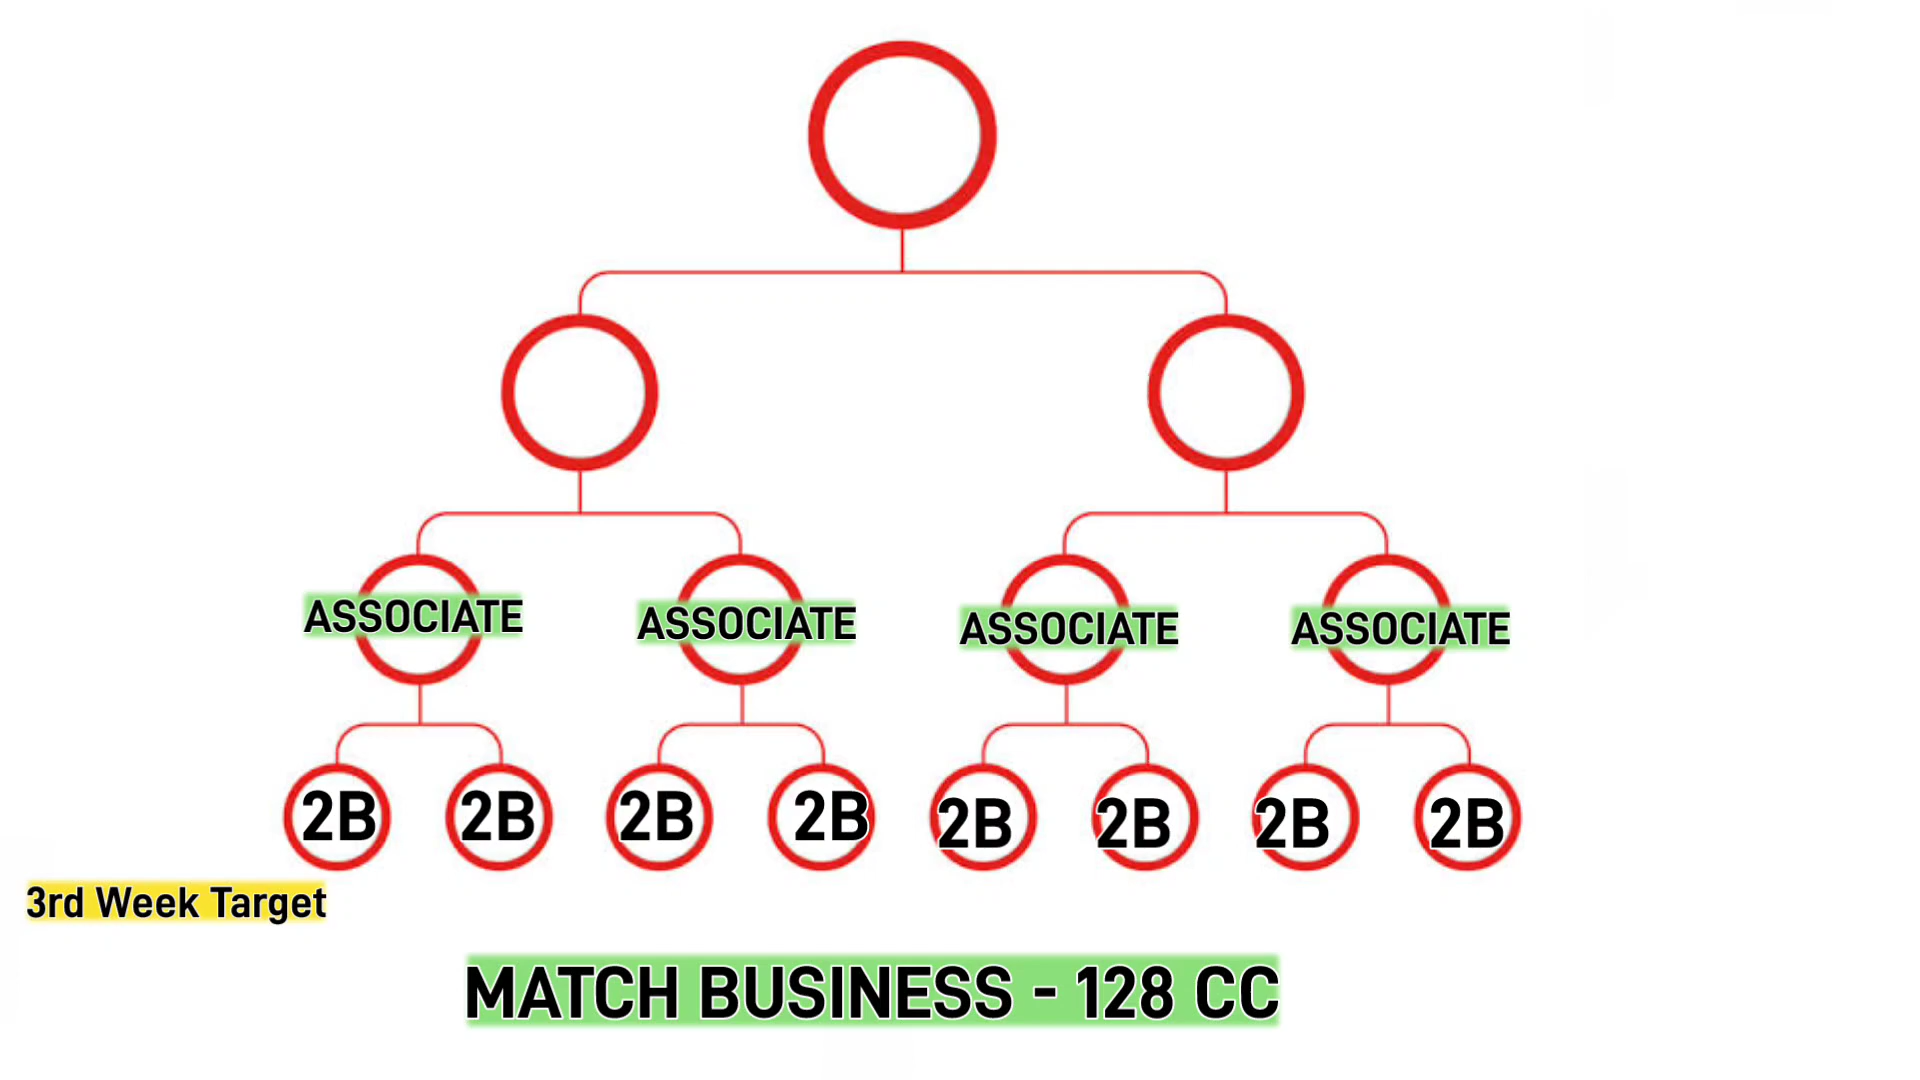 ASSOCIATE ASSOCIATE ASSOCIATE ASSOCIATE
2B 2B 2B 2B 2B 2B 2B 2B
3rd Week Target
MATCH BUSINESS - 128 CC